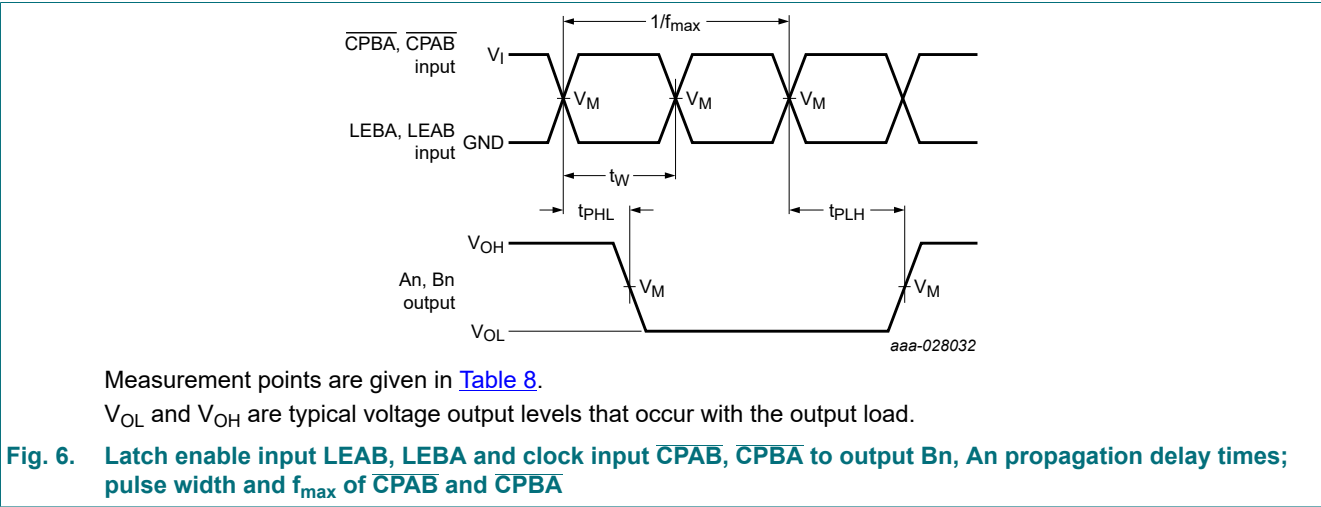 1/fmax
CPBA, CPAB
input
VI
VM
VM
VM
LEBA, LEAB
input
GND
tW
tPHL
tPLH
VOH
An, Bn
output
VM
VM
VOL
aaa-028032
Measurement points are given in Table 8.
VOL and VOH are typical voltage output levels that occur with the output load.
Fig. 6. Latch enable input LEAB, LEBA and clock input CPAB, CPBA to output Bn, An propagation delay times;
pulse width and fmax of CPAB and CPBA